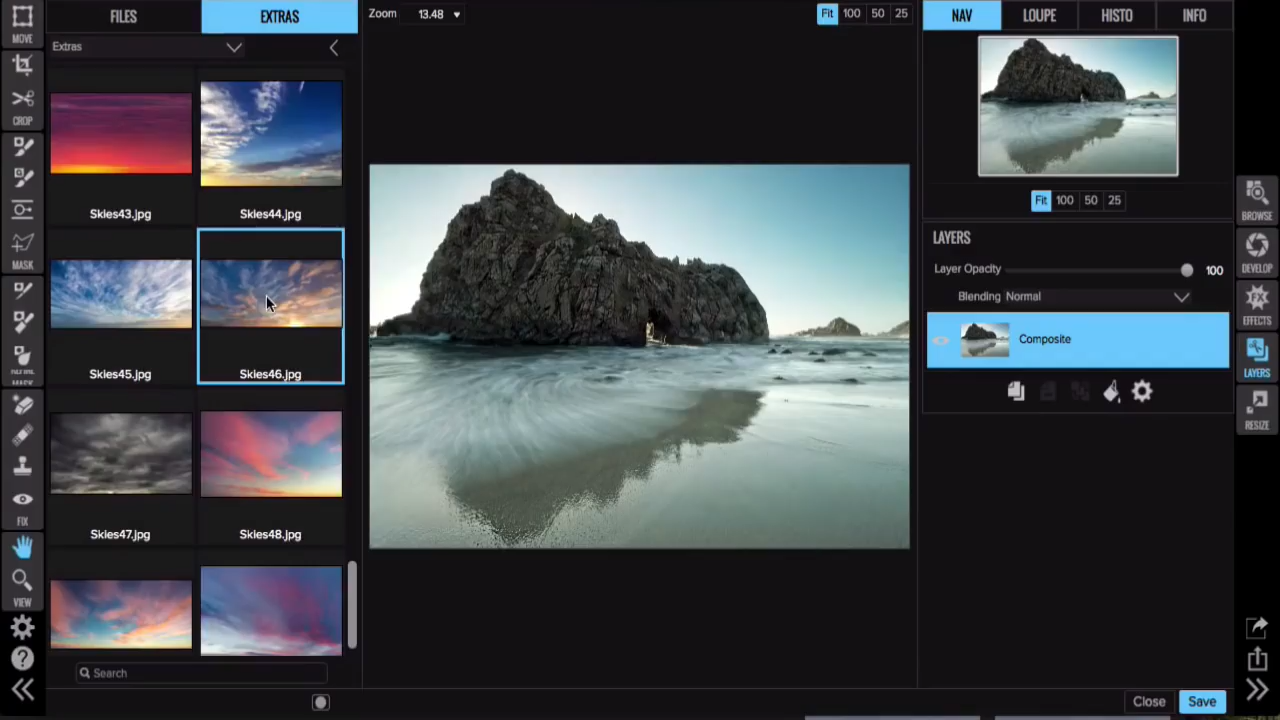 MOVE
CROP
MASK
MASK
FIX
VIEW
FILES
EXTRAS
Extras
Skies43.jpg
Skies44.jpg
Skies45.jpg
Skies46.jpg
Skies47.jpg
Skies48.jpg
Search
Zoom 13.48
Fit 100 50 25
NAV
LOUPE
HISTO
INFO
Fit 100 50 25
LAYERS
Layer Opacity 100
Blending Normal
Composite
BROWSE
DEVELOP
FX
EFFECTS
LAYERS
RESIZE
Close
Save